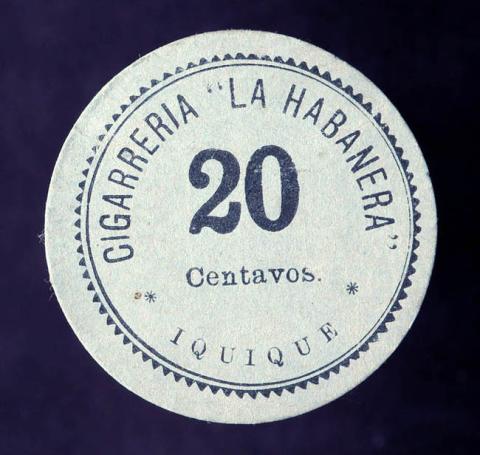 CIGARRERIA "LA HABANERA"
20
Centavos.
* IQUIQUE *